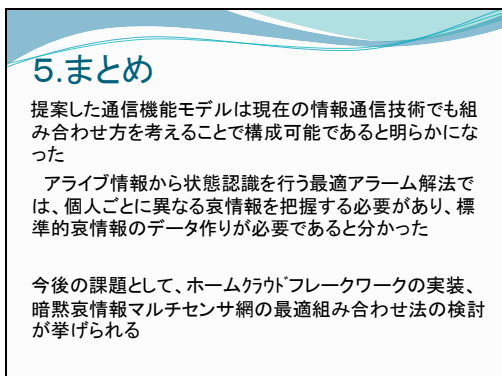 5.まとめ
提案した通信機能モデルは現在の情報通信技術でも組
み合わせ方を考えることで構成可能であると明らかにな
った
アライブ情報から状態認識を行う最適アラーム解法で
は、個人ごとに異なる哀情報を把握する必要があり、標
準的哀情報のデータ作りが必要であると分かった
今後の課題として、ホームｸﾗｳﾄﾞフレークワークの実装、
暗黙哀情報マルチセンサ網の最適組み合わせ法の検討
が挙げられる